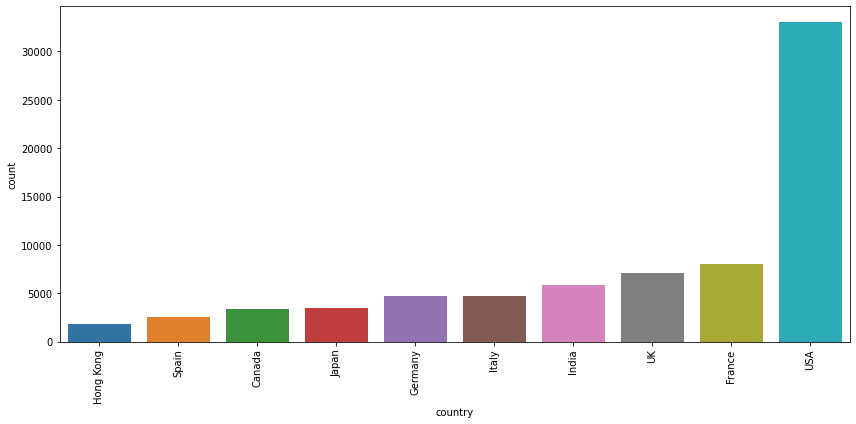 30000
25000
20000
15000
10000
5000
0
count
Hong Kong
Spain
Canada
Japan
Germany
Italy
India
UK
France
USA
country